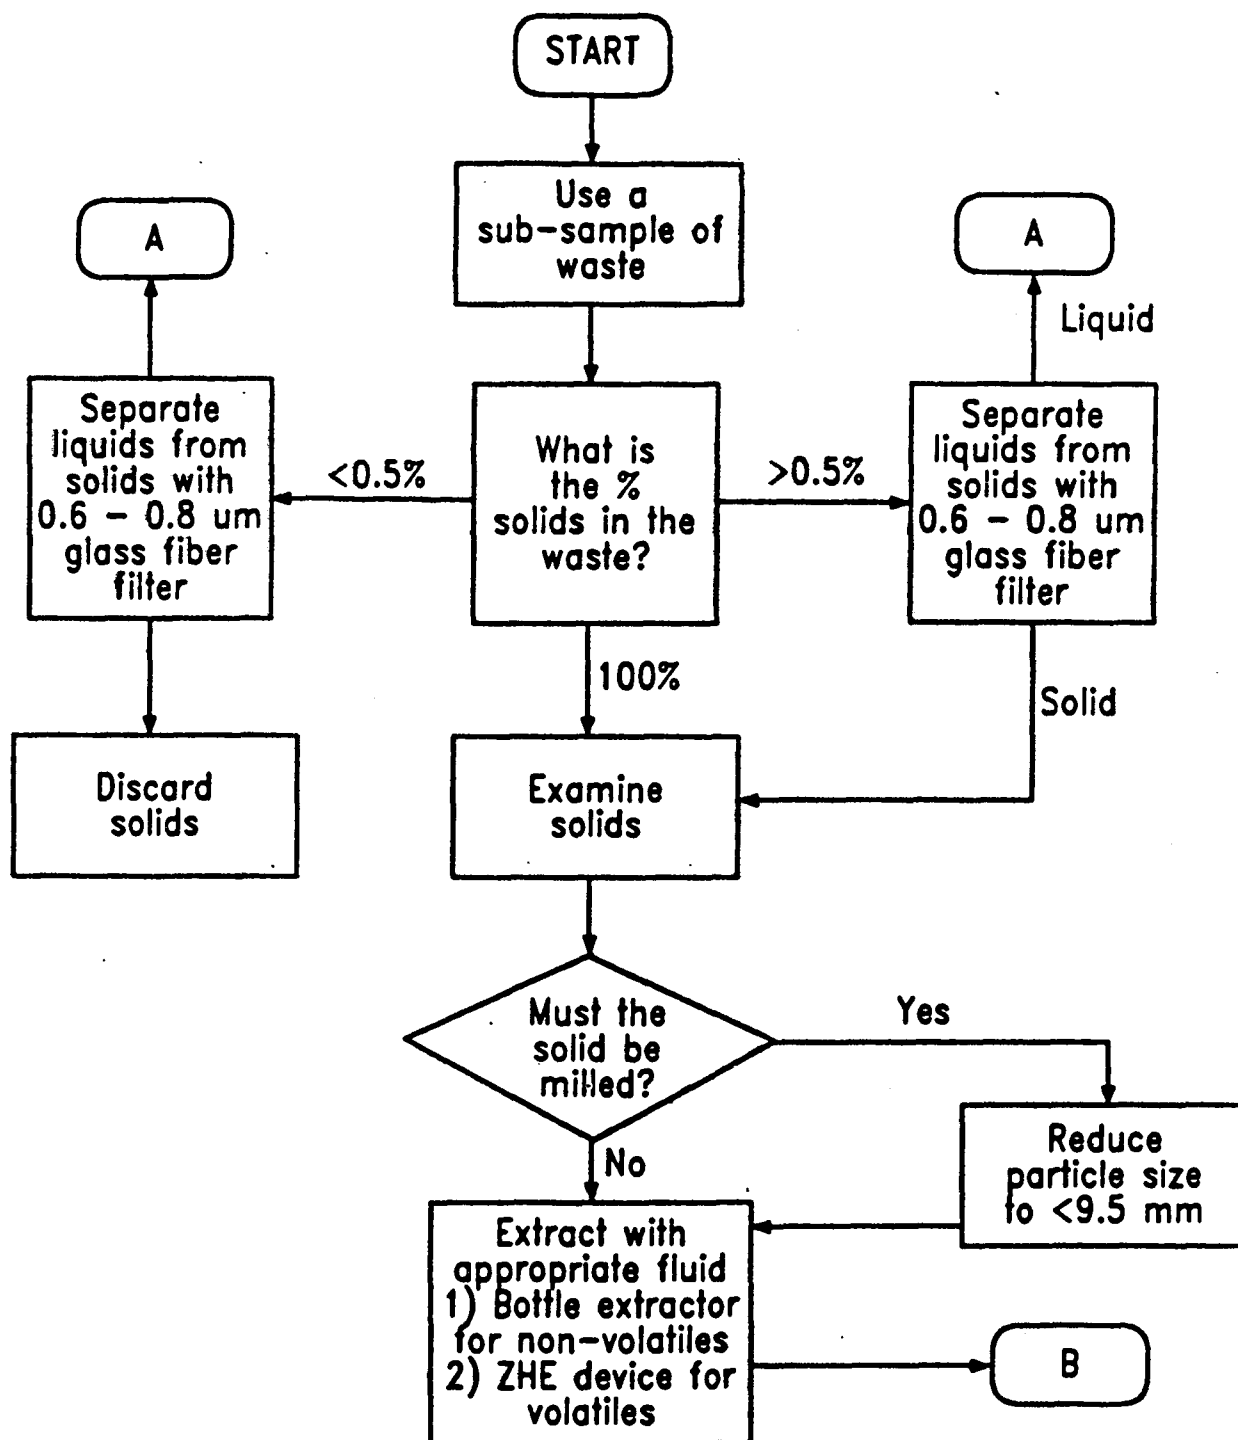 START
Use a
sub-sample of
waste
A
A
Liquid
Separate
liquids from
solids with
0.6 - 0.8 um
glass fiber
filter
<0.5%
What is
the %
solids in the
waste?
>0.5%
Separate
liquids from
solids with
0.6 - 0.8 um
glass fiber
filter
100%
Solid
Discard
solids
Examine
solids
Must the
solid be
milled?
Yes
No
Reduce
particle size
to <9.5 mm
Extract with
appropriate fluid
1) Bottle extractor
for non-volatiles
2) ZHE device for
volatiles
B